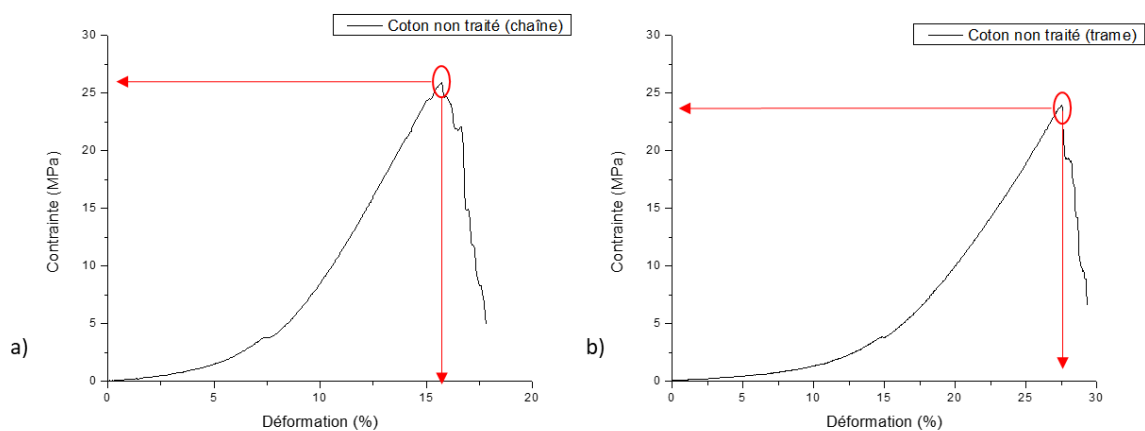 a)
Coton non traité (chaîne)
Contrainte (MPa)
30
25
20
15
10
5
0
0 5 10 15 20
Déformation (%)
b)
Coton non traité (trame)
Contrainte (MPa)
30
25
20
15
10
5
0
0 5 10 15 20 25 30
Déformation (%)